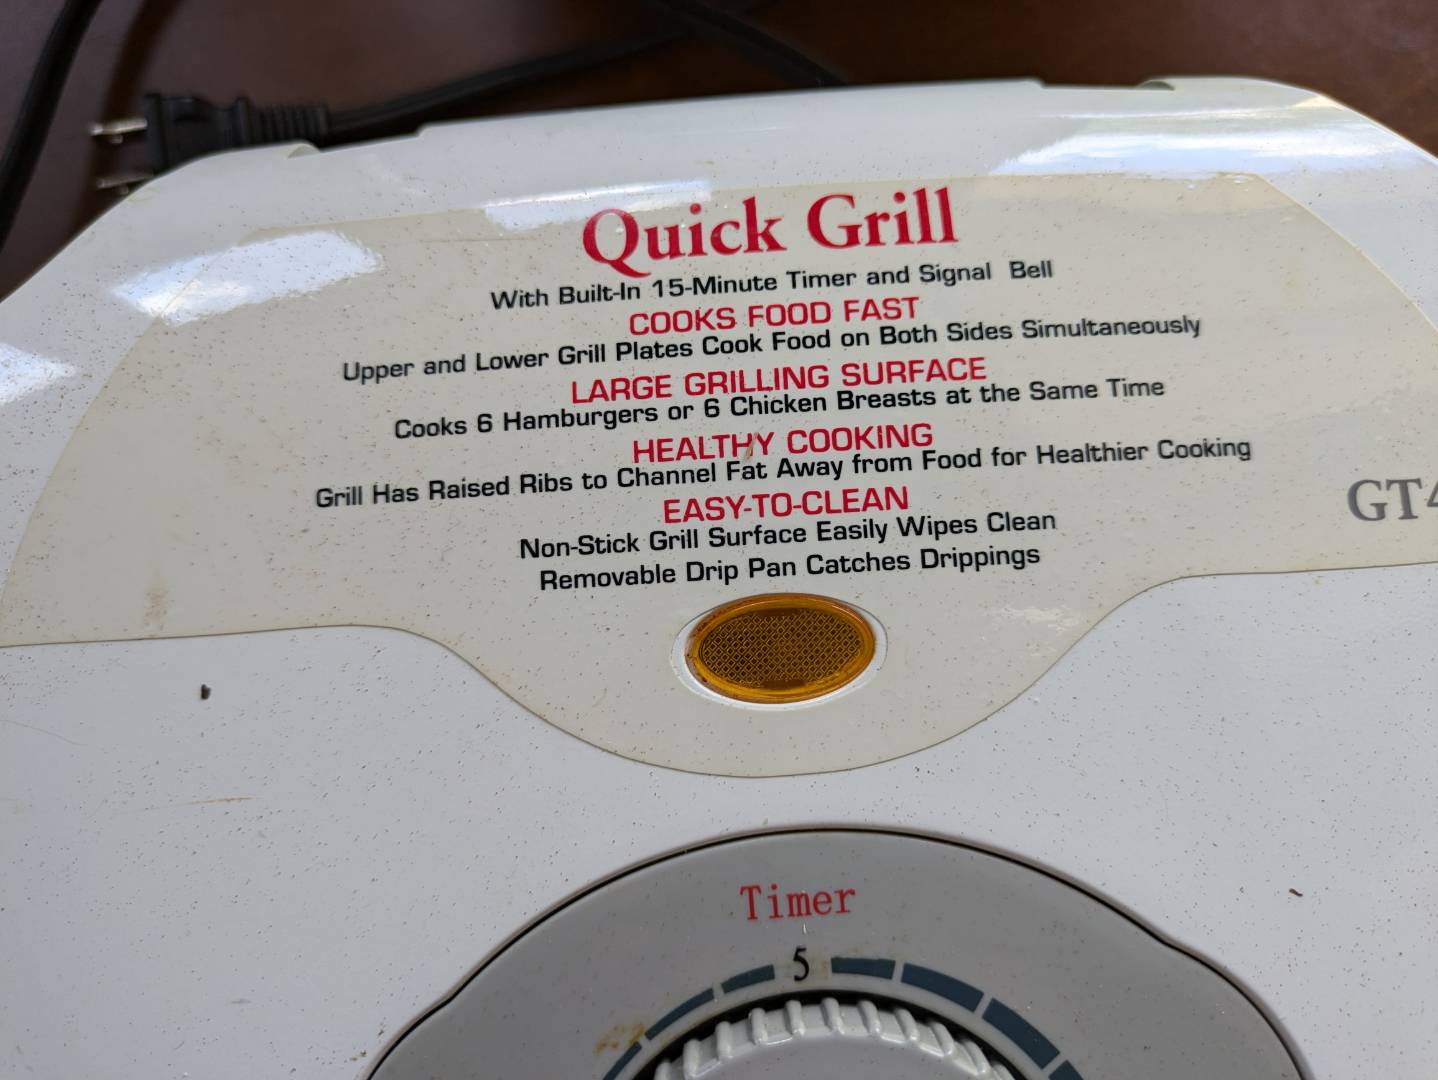 Quick Grill
With Built-In 15-Minute Timer and Signal Bell
COOKS FOOD FAST
Upper and Lower Grill Plates Cook Food on Both Sides Simultaneously
LARGE GRILLING SURFACE
Cooks 6 Hamburgers or 6 Chicken Breasts at the Same Time
HEALTHY COOKING
Grill Has Raised Ribs to Channel Fat Away from Food for Healthier Cooking
EASY-TO-CLEAN
Non-Stick Grill Surface Easily Wipes Clean
Removable Drip Pan Catches Drippings
Timer
5